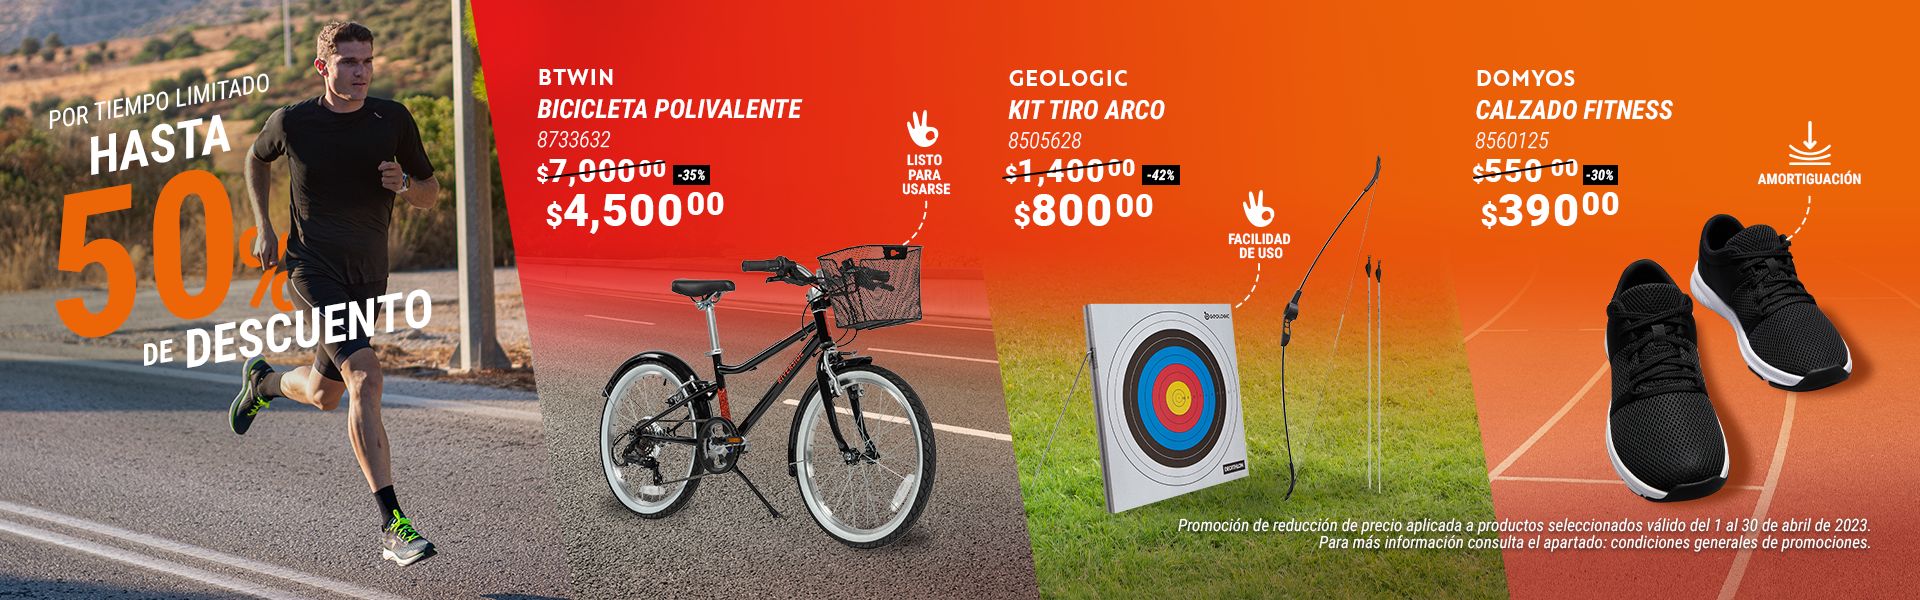 POR TIEMPO LIMITADO
HASTA
50%
DE DESCUENTO
BTWIN
BICICLETA POLIVALENTE
8733632
$7,000.00 -35%
$4,500.00
LISTO
PARA
USARSE
RIVERSIDE
GEOLOGIC
KIT TIRO ARCO
8505628
$1,400.00 -42%
$800.00
FACILIDAD
DE USO
GEOLOGIC
DECATHLON
DOMYOS
CALZADO FITNESS
8560125
$550.00 -30%
$390.00
AMORTIGUACIÓN
Promoción de reducción de precio aplicada a productos seleccionados válido del 1 al 30 de abril de 2023.
Para más información consulta el apartado: condiciones generales de promociones.